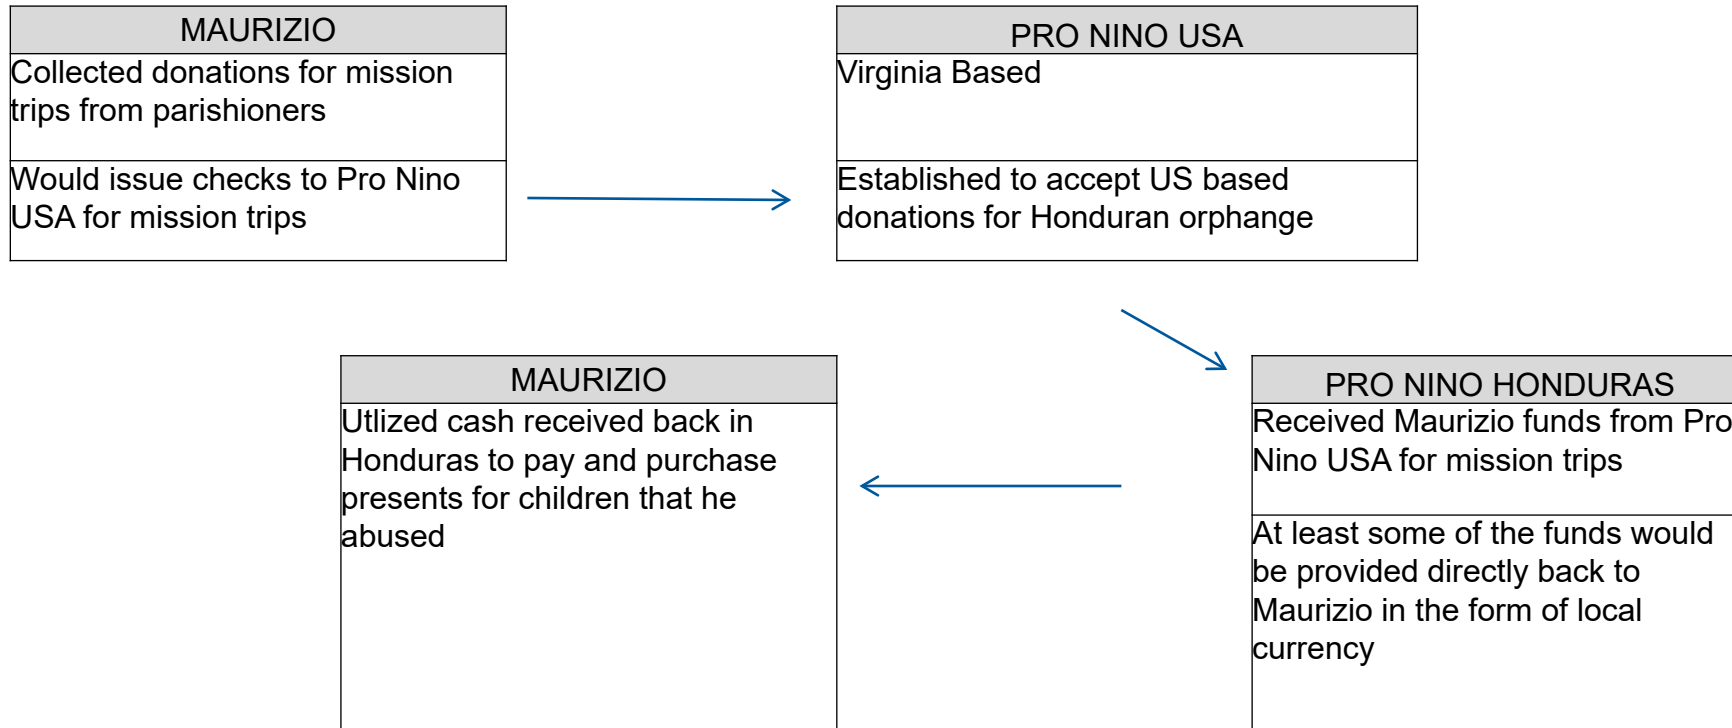 MAURIZIO
Collected donations for mission
trips from parishioners
Would issue checks to Pro Nino
USA for mission trips
PRO NINO USA
Virginia Based
Established to accept US based
donations for Honduran orphange
MAURIZIO
Utlized cash received back in
Honduras to pay and purchase
presents for children that he
abused
PRO NINO HONDURAS
Received Maurizio funds from Pro
Nino USA for mission trips
At least some of the funds would
be provided directly back to
Maurizio in the form of local
currency